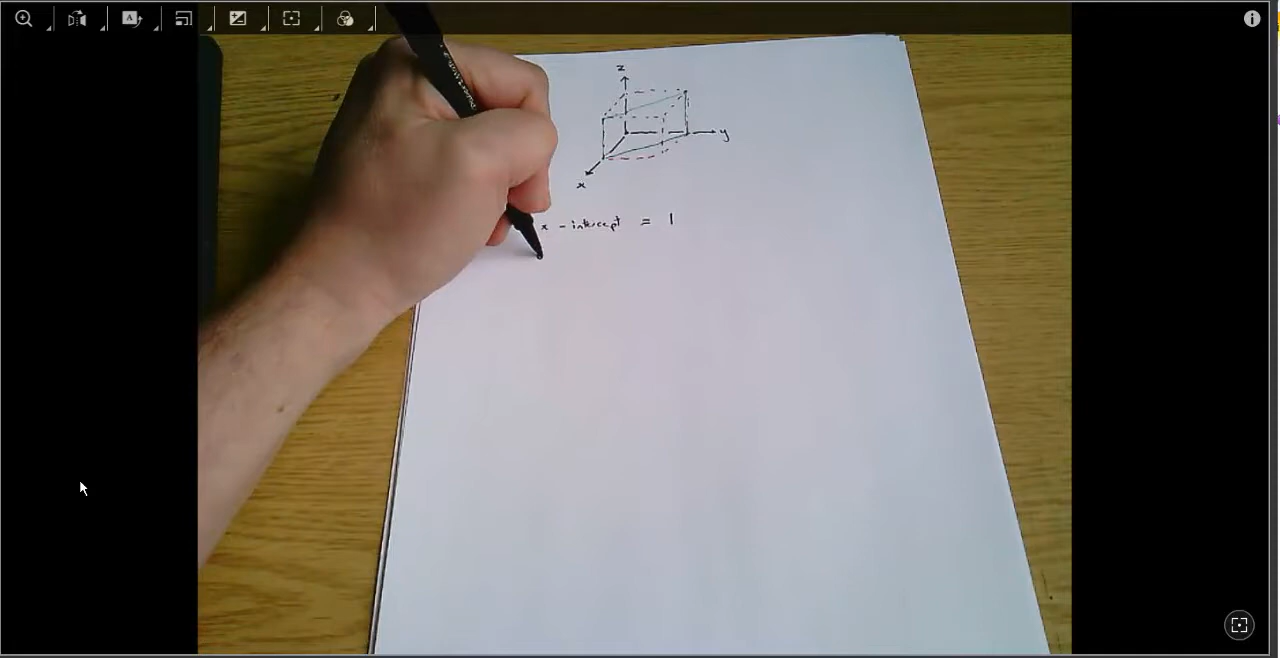 z
y
x
x - intercept = 1